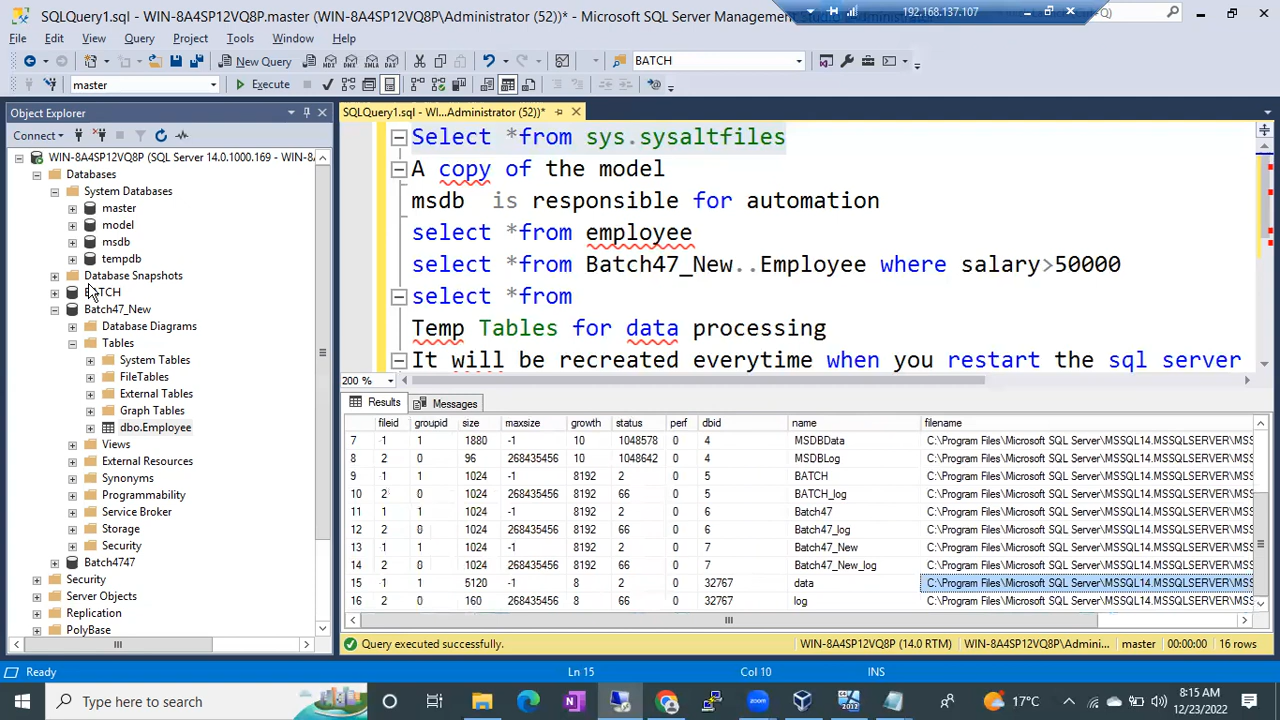 SQLQuery1.sql - WIN-8A4SP12VQ8P.master (WIN-8A4SP12VQ8P\Administrator (52))* - Microsoft SQL Server Management Studio
192.168.137.107
File Edit View Query Project Tools Window Help
New Query
BATCH
master
Execute
Object Explorer
SQLQuery1.sql - WI...Administrator (52))*
Connect
WIN-8A4SP12VQ8P (SQL Server 14.0.1000.169 - WIN-8
Databases
System Databases
master
model
msdb
tempdb
Database Snapshots
BATCH
Batch47_New
Database Diagrams
Tables
System Tables
FileTables
External Tables
Graph Tables
dbo.Employee
Views
External Resources
Synonyms
Programmability
Service Broker
Storage
Security
Batch4747
Security
Server Objects
Replication
PolyBase
Select *from sys.sysaltfiles
A copy of the model
msdb is responsible for automation
select *from employee
select *from Batch47_New..Employee where salary>50000
select *from
Temp Tables for data processing
It will be recreated everytime when you restart the sql server
200 %
Results Messages
fileid groupid size maxsize growth status perf dbid name filename
7 1 1 1880 -1 10 1048578 0 4 MSDBData C:\Program Files\Microsoft SQL Server\MSSQL14.MSSQLSERVER\MSS
8 2 0 96 268435456 10 1048642 0 4 MSDBLog C:\Program Files\Microsoft SQL Server\MSSQL14.MSSQLSERVER\MSS
9 1 1 1024 -1 8192 2 0 5 BATCH C:\Program Files\Microsoft SQL Server\MSSQL14.MSSQLSERVER\MSS
10 2 0 1024 268435456 8192 66 0 5 BATCH_log C:\Program Files\Microsoft SQL Server\MSSQL14.MSSQLSERVER\MSS
11 1 1 1024 -1 8192 2 0 6 Batch47 C:\Program Files\Microsoft SQL Server\MSSQL14.MSSQLSERVER\MSS
12 2 0 1024 268435456 8192 66 0 6 Batch47_log C:\Program Files\Microsoft SQL Server\MSSQL14.MSSQLSERVER\MSS
13 1 1 1024 -1 8192 2 0 7 Batch47_New C:\Program Files\Microsoft SQL Server\MSSQL14.MSSQLSERVER\MSS
14 2 0 1024 268435456 8192 66 0 7 Batch47_New_log C:\Program Files\Microsoft SQL Server\MSSQL14.MSSQLSERVER\MSS
15 1 1 5120 -1 8 2 0 32767 data C:\Program Files\Microsoft SQL Server\MSSQL14.MSSQLSERVER\MSS
16 2 0 160 268435456 8 66 0 32767 log C:\Program Files\Microsoft SQL Server\MSSQL14.MSSQLSERVER\MSS
Query executed successfully. WIN-8A4SP12VQ8P (14.0 RTM) WIN-8A4SP12VQ8P\Admini... master 00:00:00 16 rows
Ready Ln 15 Col 10 INS
Type here to search
17°C
8:15 AM
12/23/2022